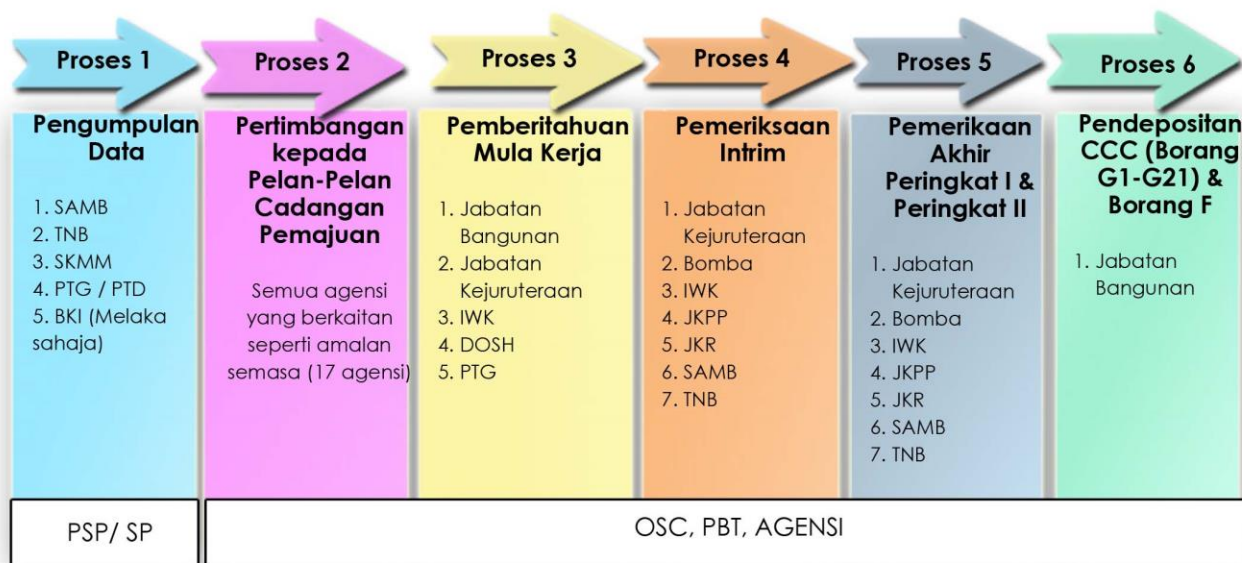 Proses 1
Pengumpulan
Data
1. SAMB
2. TNB
3. SKMM
4. PTG / PTD
5. BKI (Melaka
sahaja)
Proses 2
Pertimbangan
kepada
Pelan-Pelan
Cadangan
Pemajuan
Semua agensi
yang berkaitan
seperti amalan
semasa (17 agensi)
Proses 3
Pemberitahuan
Mula Kerja
1. Jabatan
Bangunan
2. Jabatan
Kejuruteraan
3. IWK
4. DOSH
5. PTG
Proses 4
Pemeriksaan
Intrim
1. Jabatan
Kejuruteraan
2. Bomba
3. IWK
4. JKPP
5. JKR
6. SAMB
7. TNB
Proses 5
Pemerikaan
Akhir
Peringkat I &
Peringkat II
1. Jabatan
Kejuruteraan
2. Bomba
3. IWK
4. JKPP
5. JKR
6. SAMB
7. TNB
Proses 6
Pendepositan
CCC (Borang
G1-G21) &
Borang F
1. Jabatan
Bangunan
PSP/ SP
OSC, PBT, AGENSI